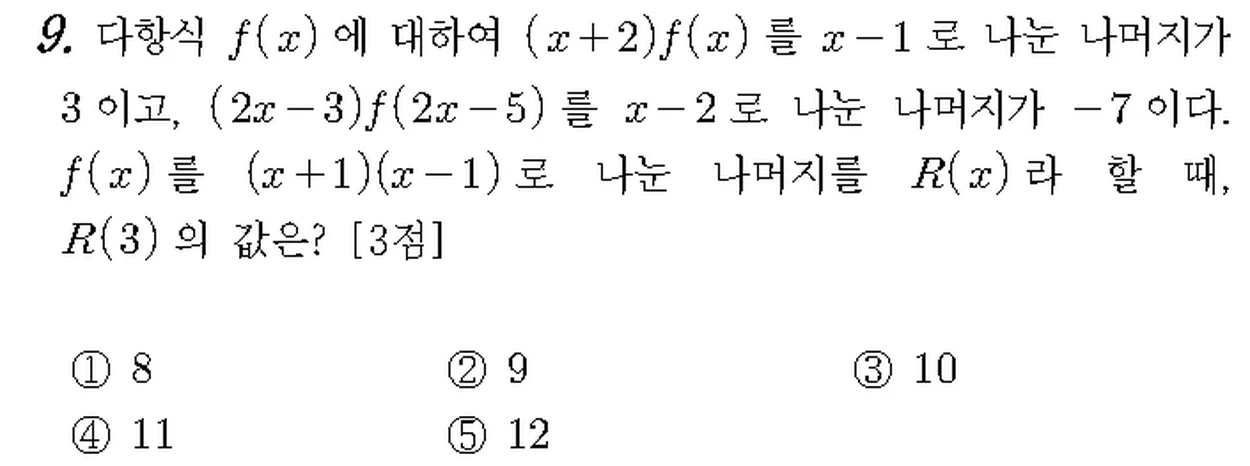 9. 다항식 f(x)에 대하여 (x+2)f(x)를 x-1로 나눈 나머지가
3이고, (2x-3)f(2x-5)를 x-2로 나눈 나머지가 -7이다.
f(x)를 (x+1)(x-1)로 나눈 나머지를 R(x)라 할 때,
R(3)의 값은? [3점]
① 8 ② 9 ③ 10
④ 11 ⑤ 12